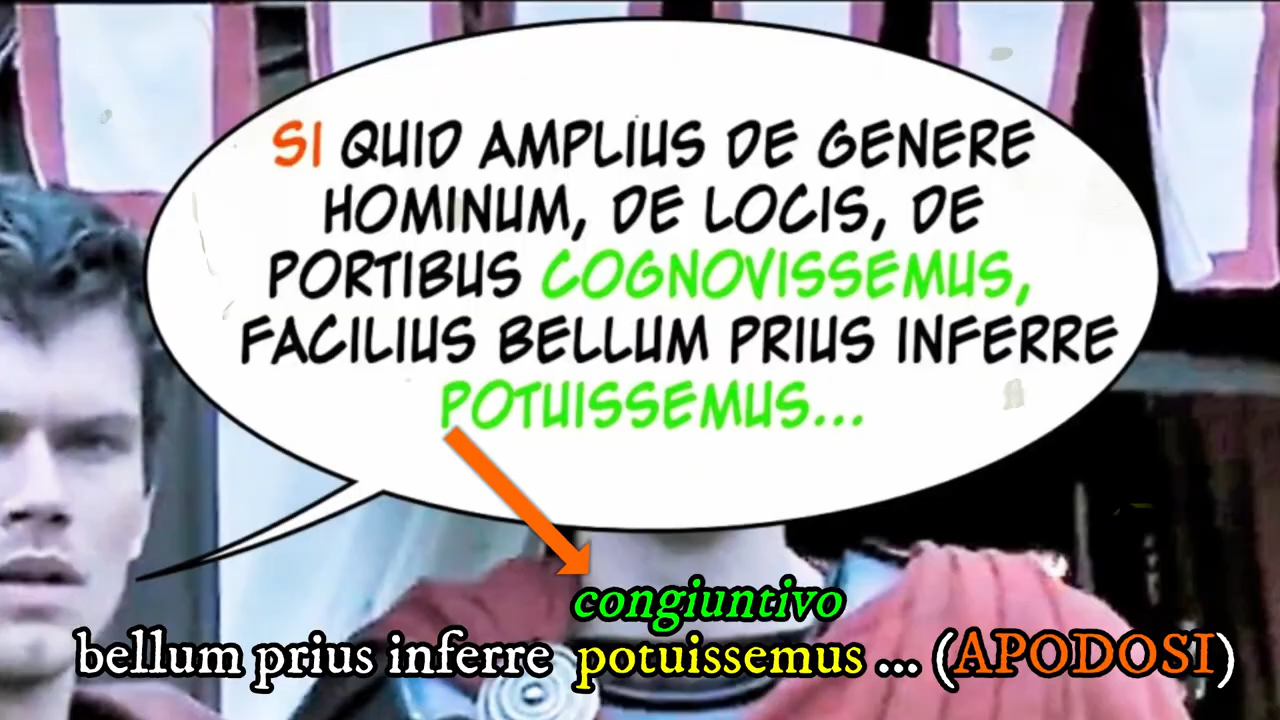 SI QUID AMPLIUS DE GENERE
HOMINUM, DE LOCIS, DE
PORTIBUS COGNOVISSEMUS,
FACILIUS BELLUM PRIUS INFERRE
POTUISSEMUS...
congiuntivo
bellum prius inferre potuissemus ... (APODOSI)